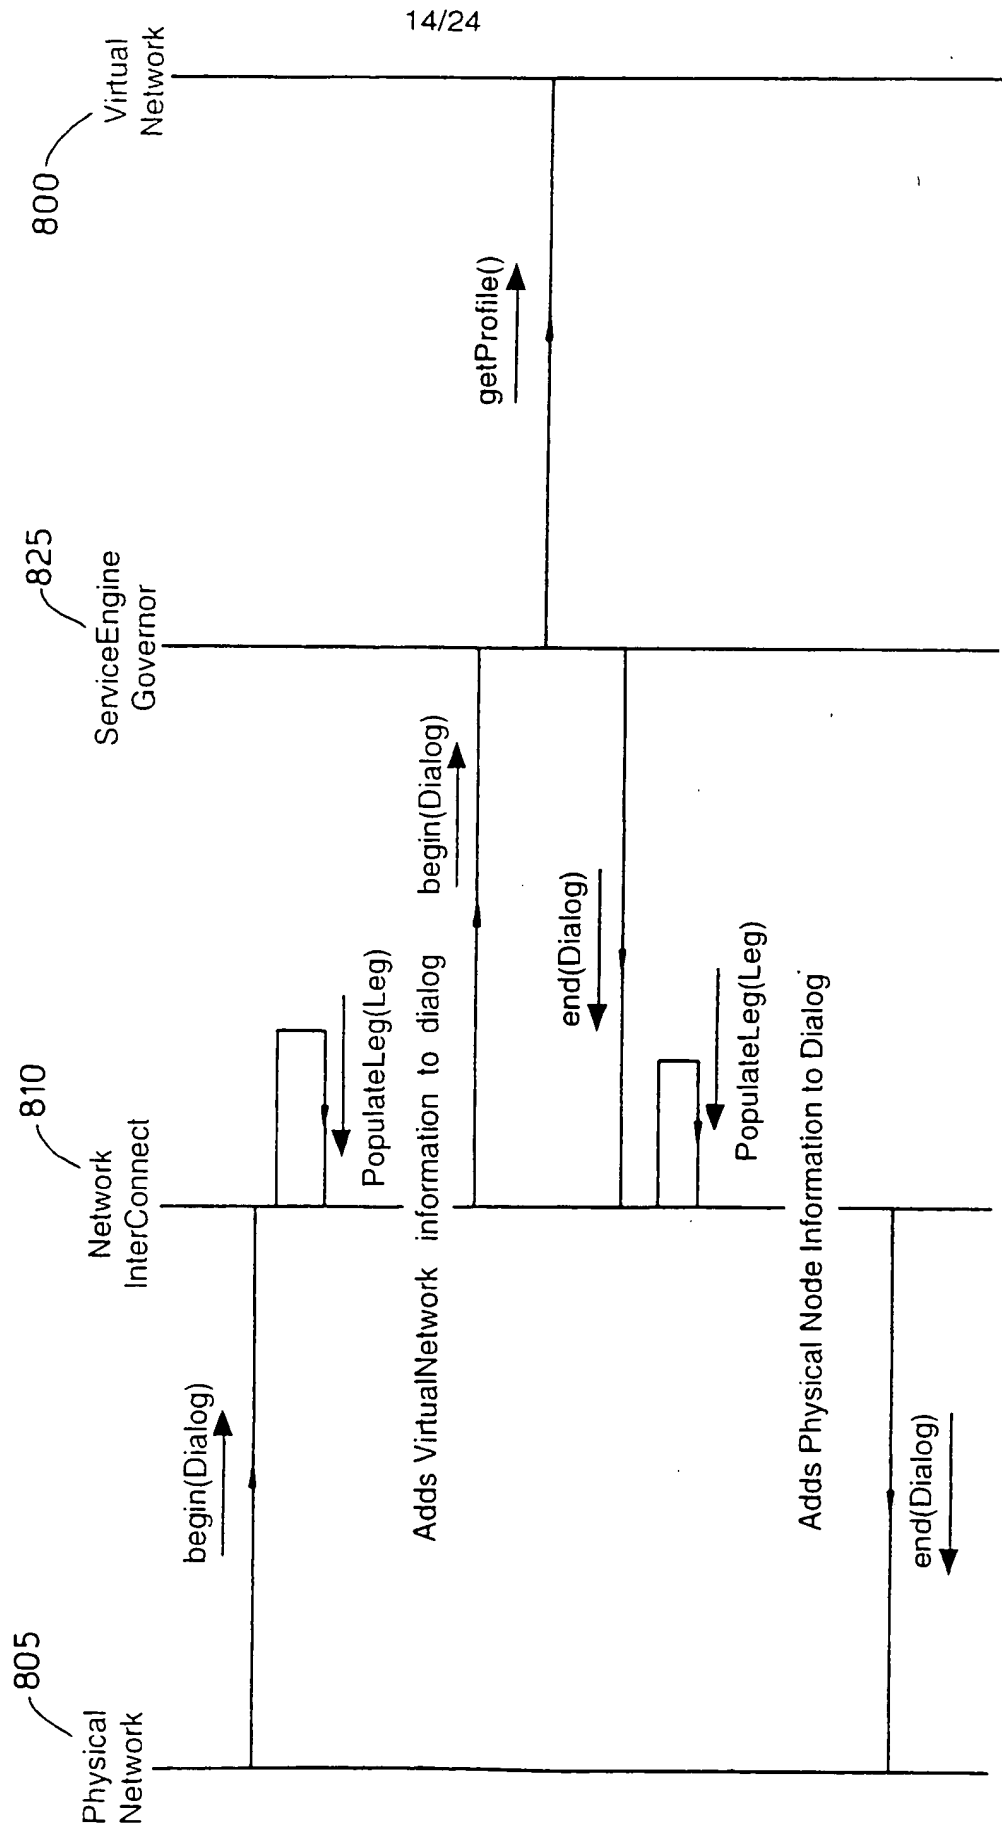 14/24
805
Physical
Network
810
Network
InterConnect
825
ServiceEngine
Governor
800
Virtual
Network
begin(Dialog)
PopulateLeg(Leg)
Adds VirtualNetwork information to dialog
begin(Dialog)
getProfile()
end(Dialog)
PopulateLeg(Leg)
Adds Physical Node Information to Dialog
end(Dialog)